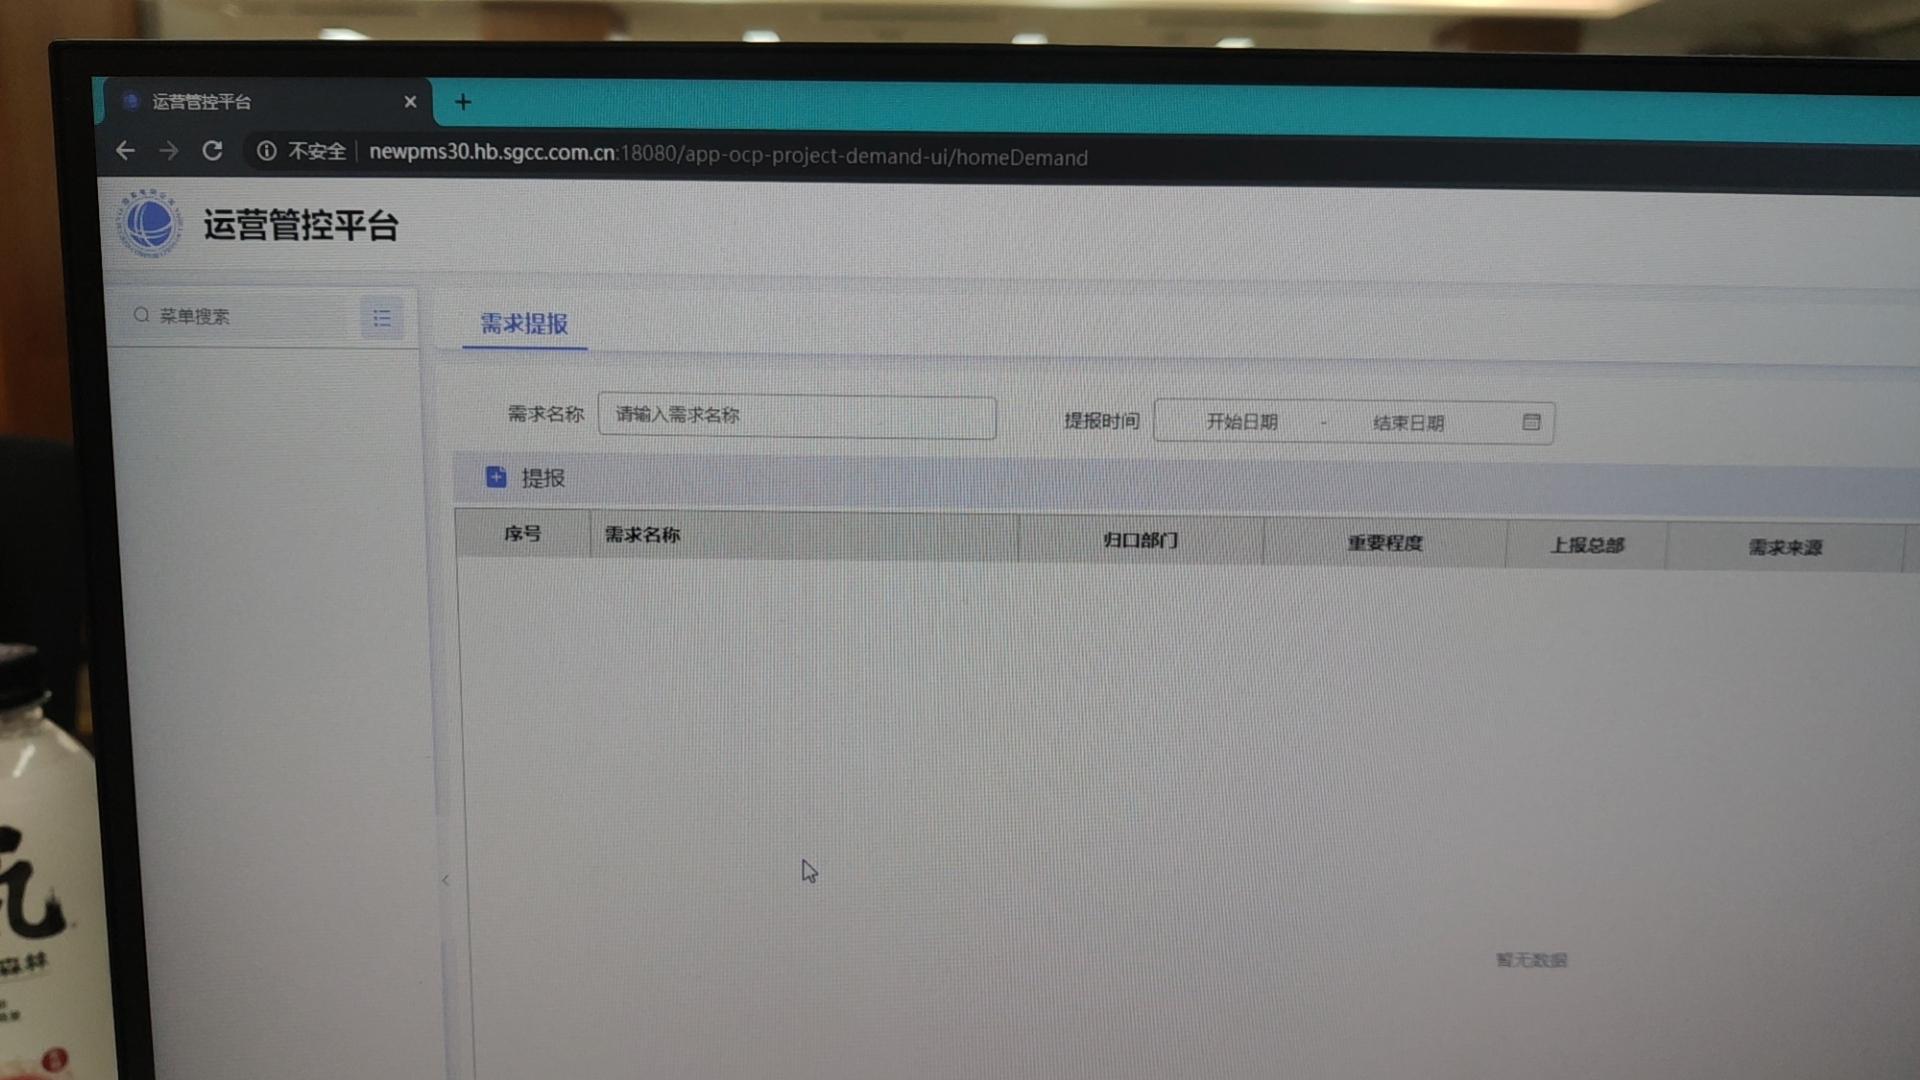 运营管控平台
不安全 newpms30.hb.sgcc.com.cn:18080/app-ocp-project-demand-ui/homeDemand
运营管控平台
菜单搜索
需求提报
需求名称 请输入需求名称 提报时间 开始日期 - 结束日期
提报
序号 需求名称 归口部门 重要程度 上报总部 需求来源
暂无数据
气
森林